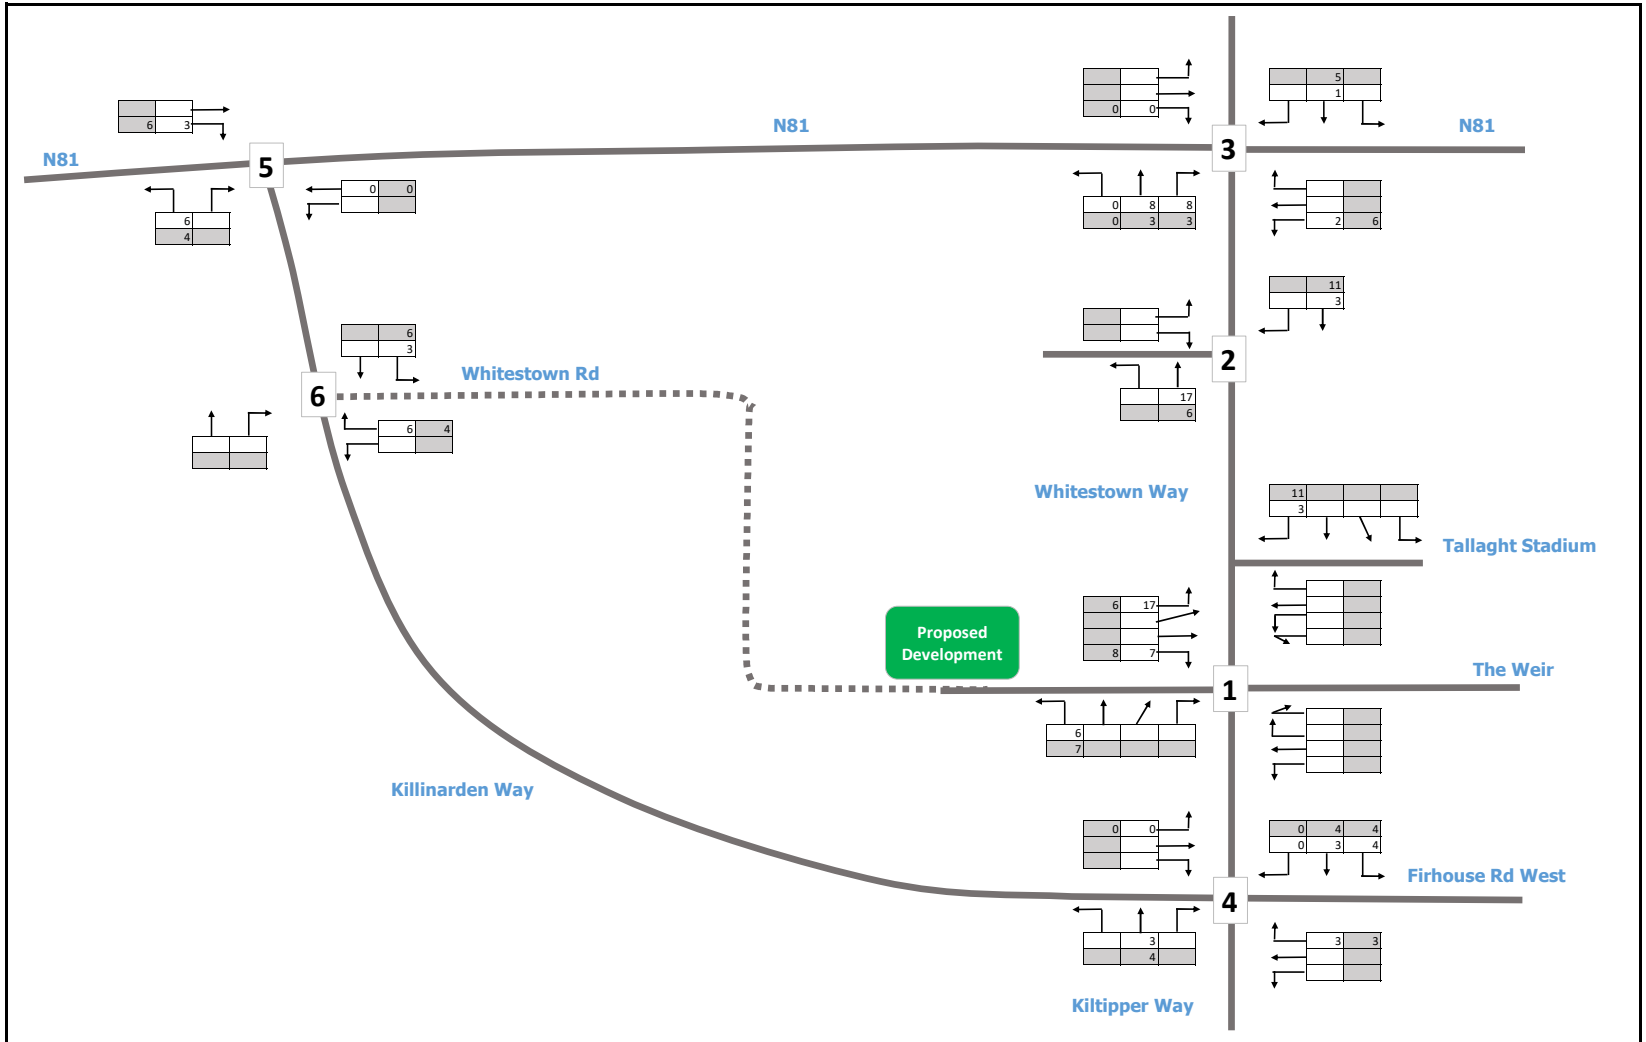 5
1
0 0
N81
N81
3
6 3
N81
5
0 8 8
0 3 3
2 6
0 0
6
4
11
3
2
17
6
6
3
Whitestown Rd
6
6 4
Whitestown Way
11
3
Tallaght Stadium
6 17
8 7
Proposed
Development
The Weir
1
6
7
Killinarden Way
0 0
0 4 4
0 3 4
Firhouse Rd West
4
3
4
3 3
Kiltipper Way